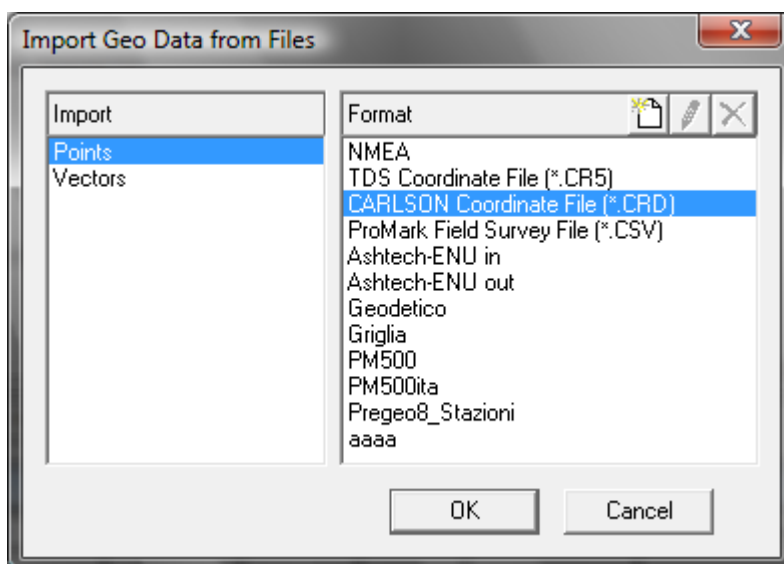 Import Geo Data from Files
Import
Points
Vectors
Format
NMEA
TDS Coordinate File (*.CR5)
CARLSON Coordinate File (*.CRD)
ProMark Field Survey File (*.CSV)
Ashtech-ENU in
Ashtech-ENU out
Geodetico
Griglia
PM500
PM500ita
Pregeo8_Stazioni
aaaa
OK
Cancel